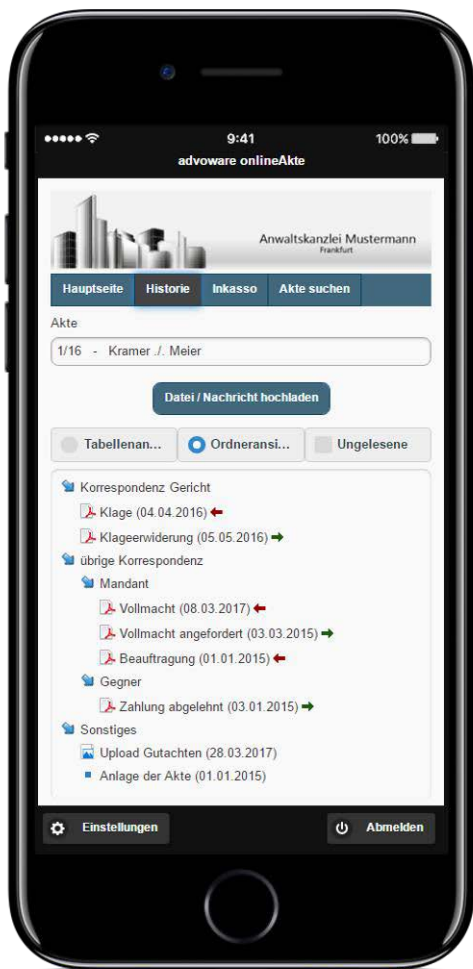 9:41
100%
advoware onlineAkte
Anwaltskanzlei Mustermann
Frankfurt
Hauptseite Historie Inkasso Akte suchen
Akte
1/16 - Kramer ./. Meier
Datei / Nachricht hochladen
Tabellenan... Ordneransi... Ungelesene
Korrespondenz Gericht
Klage (04.04.2016)
Klageerwiderung (05.05.2016)
übrige Korrespondenz
Mandant
Vollmacht (08.03.2017)
Vollmacht angefordert (03.03.2015)
Beauftragung (01.01.2015)
Gegner
Zahlung abgelehnt (03.01.2015)
Sonstiges
Upload Gutachten (28.03.2017)
Anlage der Akte (01.01.2015)
Einstellungen Abmelden